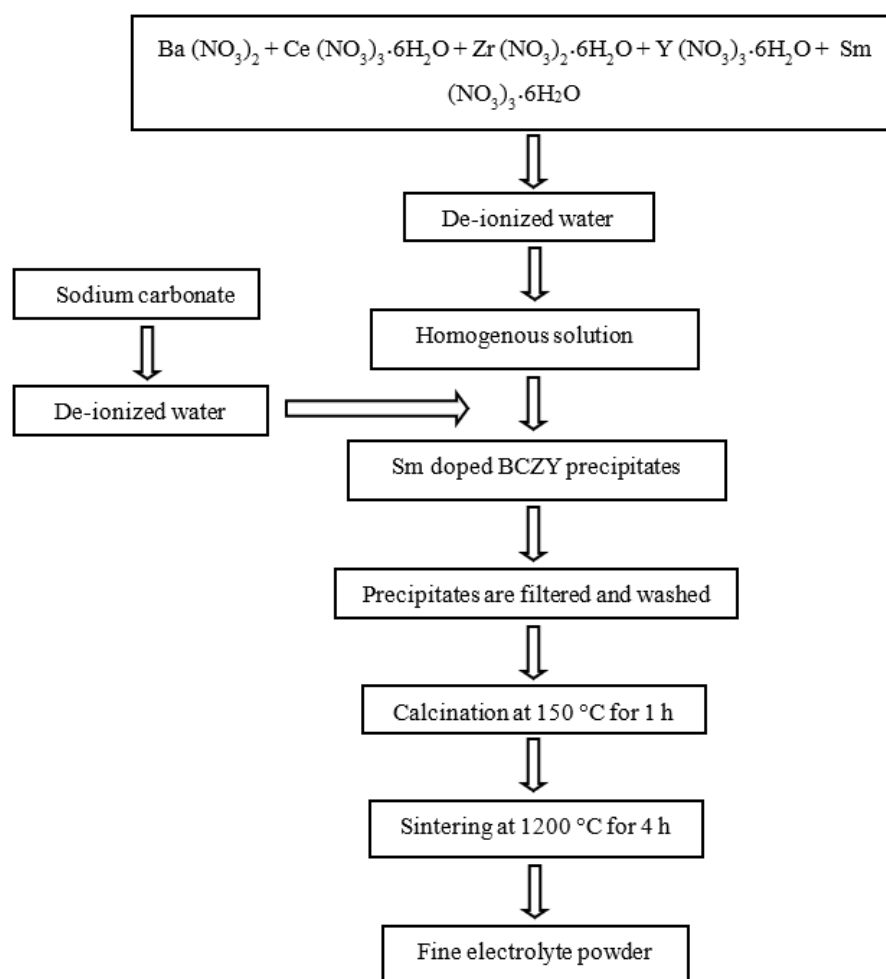 Ba (NO₃)₂ + Ce (NO₃)₃·6H₂O + Zr (NO₃)₂·6H₂O + Y (NO₃)₃·6H₂O + Sm
(NO₃)₃·6H2O
De-ionized water
Sodium carbonate
Homogenous solution
De-ionized water
Sm doped BCZY precipitates
Precipitates are filtered and washed
Calcination at 150 °C for 1 h
Sintering at 1200 °C for 4 h
Fine electrolyte powder